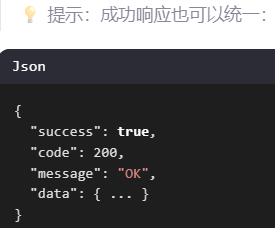 💡 提示：成功响应也可以统一：
Json
{
  "success": true,
  "code": 200,
  "message": "OK",
  "data": { ... }
}